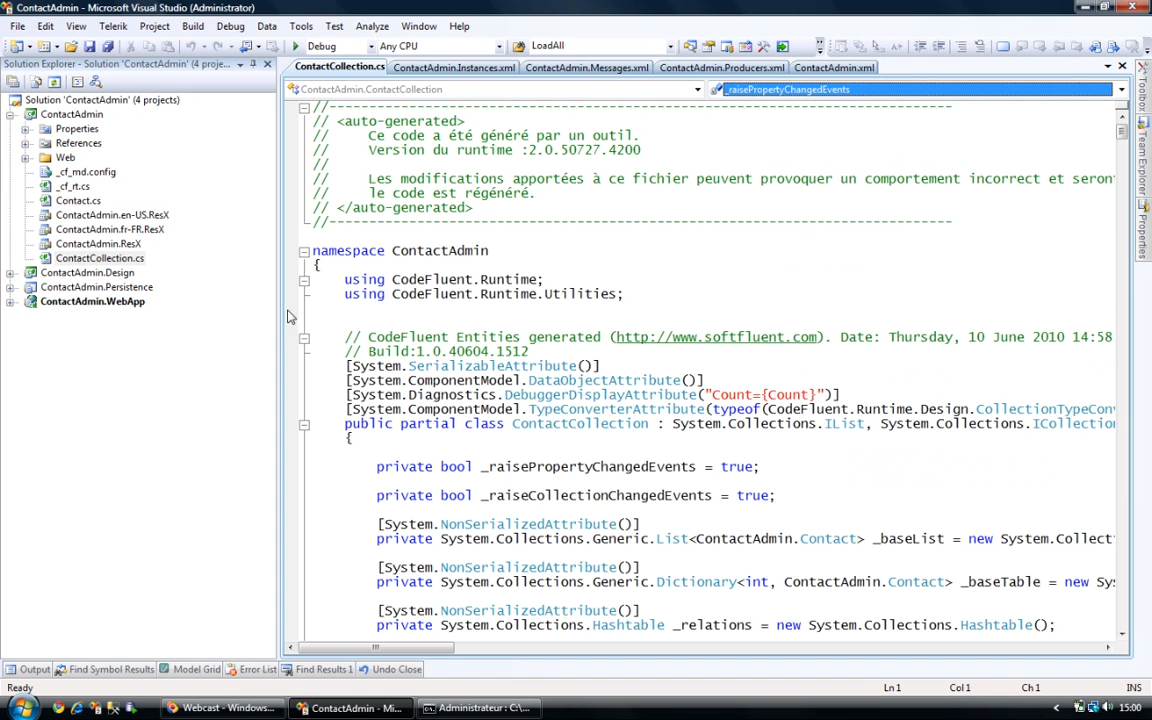 ContactAdmin - Microsoft Visual Studio (Administrator)
File Edit View Telerik Project Build Debug Data Tools Test Analyze Window Help
Debug Any CPU LoadAll
Solution Explorer - Solution 'ContactAdmin' (4 proje...
Solution 'ContactAdmin' (4 projects)
ContactAdmin
Properties
References
Web
_cf_md.config
_cf_rt.cs
Contact.cs
ContactAdmin.en-US.ResX
ContactAdmin.fr-FR.ResX
ContactAdmin.ResX
ContactCollection.cs
ContactAdmin.Design
ContactAdmin.Persistence
ContactAdmin.WebApp
ContactCollection.cs ContactAdmin.Instances.xml ContactAdmin.Messages.xml ContactAdmin.Producers.xml ContactAdmin.xml
ContactAdmin.ContactCollection _raisePropertyChangedEvents
//------------------------------------------------------------------------------
// <auto-generated>
// Ce code a été généré par un outil.
// Version du runtime :2.0.50727.4200
//
// Les modifications apportées à ce fichier peuvent provoquer un comportement incorrect et seront
// le code est régénéré.
// </auto-generated>
//------------------------------------------------------------------------------
namespace ContactAdmin
{
using CodeFluent.Runtime;
using CodeFluent.Runtime.Utilities;
// CodeFluent Entities generated (http://www.softfluent.com). Date: Thursday, 10 June 2010 14:58
// Build:1.0.40604.1512
[System.SerializableAttribute()]
[System.ComponentModel.DataObjectAttribute()]
[System.Diagnostics.DebuggerDisplayAttribute("Count={Count}")]
[System.ComponentModel.TypeConverterAttribute(typeof(CodeFluent.Runtime.Design.CollectionTypeConv
public partial class ContactCollection : System.Collections.IList, System.Collections.ICollection
{
private bool _raisePropertyChangedEvents = true;
private bool _raiseCollectionChangedEvents = true;
[System.NonSerializedAttribute()]
private System.Collections.Generic.List<ContactAdmin.Contact> _baseList = new System.Collect
[System.NonSerializedAttribute()]
private System.Collections.Generic.Dictionary<int, ContactAdmin.Contact> _baseTable = new Sys
[System.NonSerializedAttribute()]
private System.Collections.Hashtable _relations = new System.Collections.Hashtable();
Toolbox
Team Explorer
Properties
Output Find Symbol Results Model Grid Error List Find Results 1 Undo Close
Ready Ln 1 Col 1 Ch 1 INS
Webcast - Windows... ContactAdmin - Mi... Administrateur : C:\... 15:00